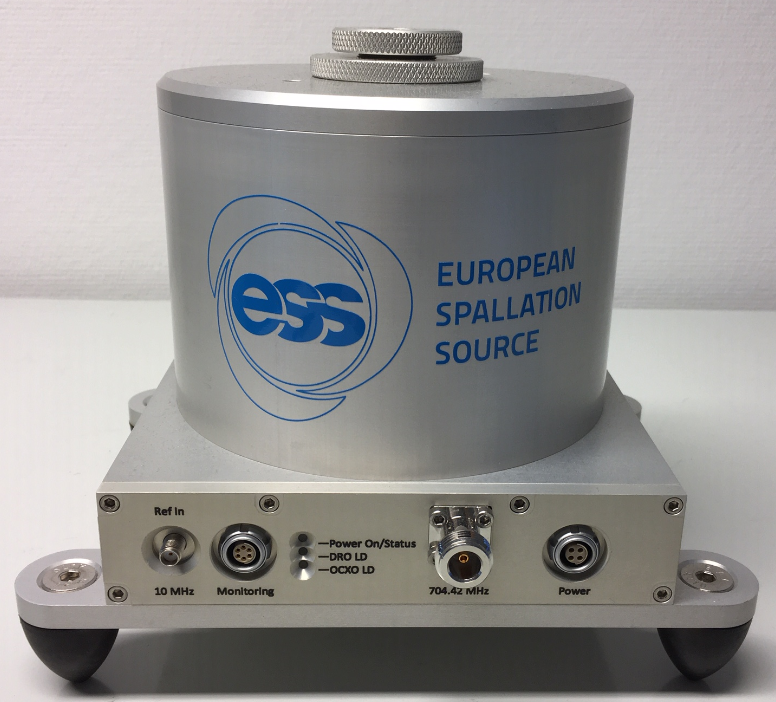 ess
EUROPEAN
SPALLATION
SOURCE
Ref In
Power On/Status
DRO LD
OCXO LD
10 MHz
Monitoring
704.42 MHz
Power